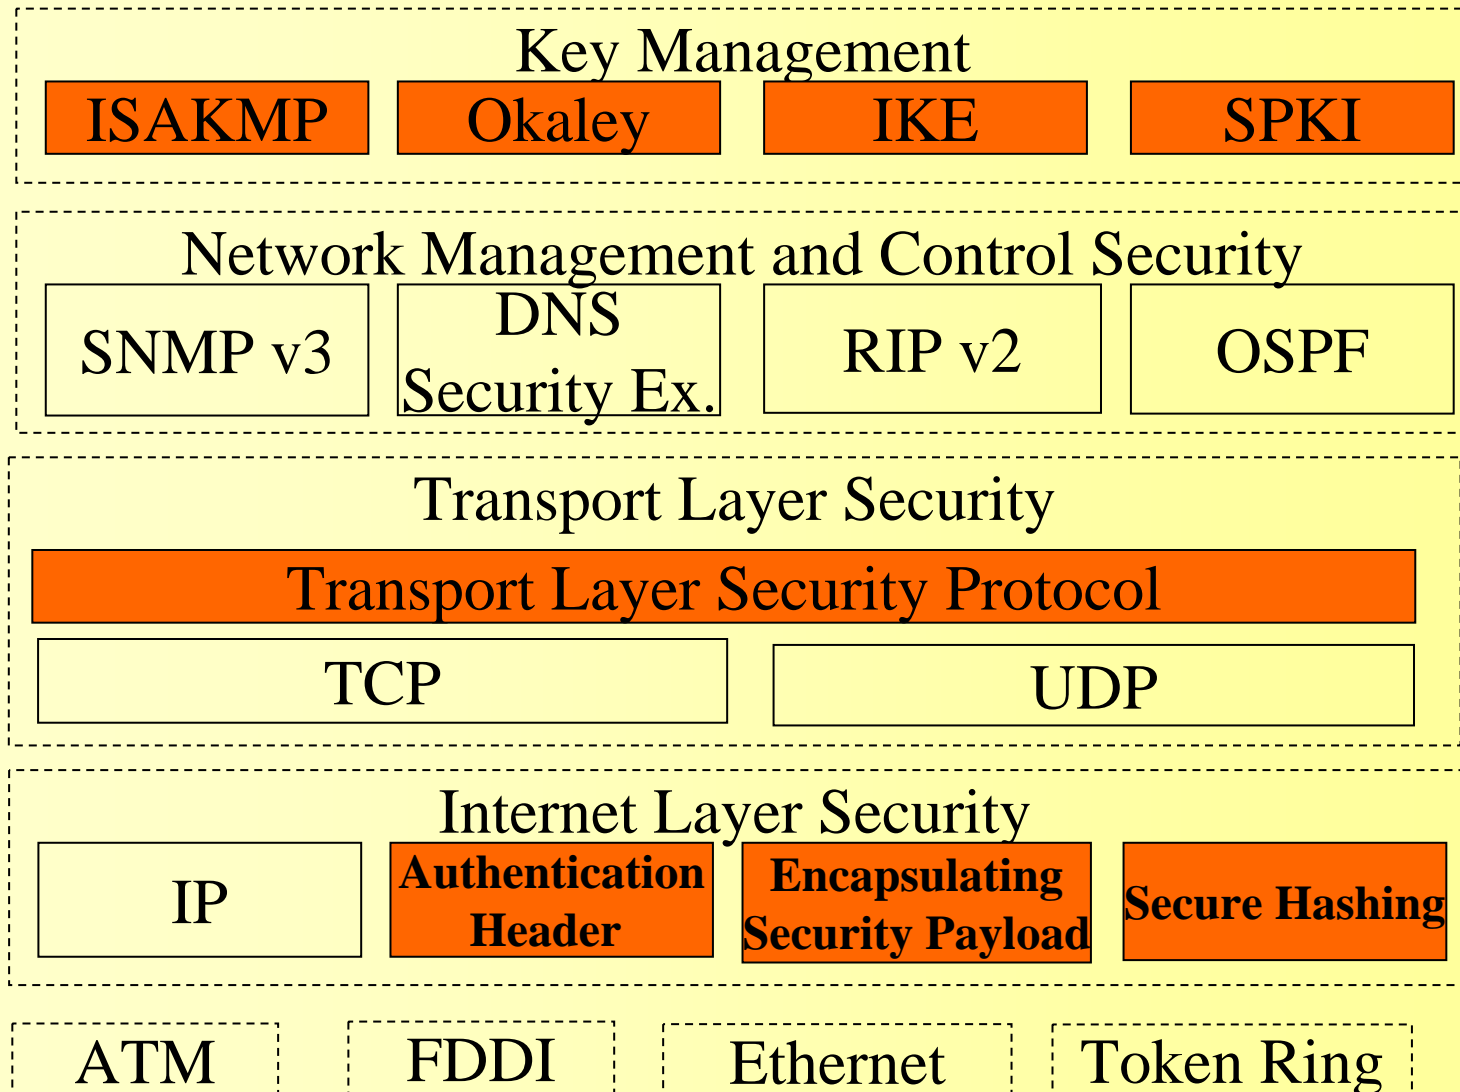 Key Management
ISAKMP Okaley IKE SPKI
Network Management and Control Security
SNMP v3
DNS
Security Ex.
RIP v2
OSPF
Transport Layer Security
Transport Layer Security Protocol
TCP UDP
Internet Layer Security
IP
Authentication
Header
Encapsulating
Security Payload
Secure Hashing
ATM FDDI Ethernet Token Ring